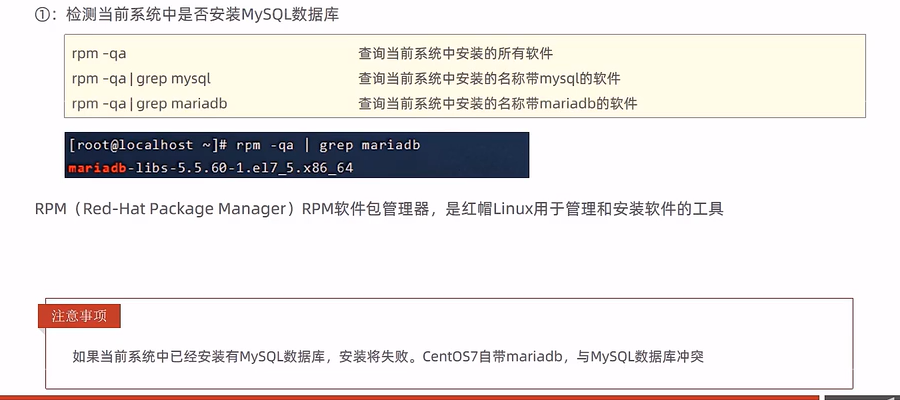 ①：检测当前系统中是否安装MySQL数据库
rpm -qa 查询当前系统中安装的所有软件
rpm -qa | grep mysql 查询当前系统中安装的名称带mysql的软件
rpm -qa | grep mariadb 查询当前系统中安装的名称带mariadb的软件
[root@localhost ~]# rpm -qa | grep mariadb
mariadb-libs-5.5.60-1.el7_5.x86_64
RPM（Red-Hat Package Manager）RPM软件包管理器，是红帽Linux用于管理和安装软件的工具
注意事项
如果当前系统中已经安装有MySQL数据库，安装将失败。CentOS7自带mariadb，与MySQL数据库冲突